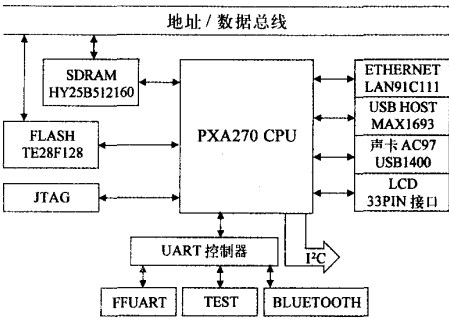 地址 / 数据总线
SDRAM
HY25B512160
FLASH
TE28F128
JTAG
PXA270 CPU
ETHERNET
LAN91C111
USB HOST
MAX1693
声卡 AC97
USB1400
LCD
33PIN 接口
UART 控制器
I²C
FFUART
TEST
BLUETOOTH